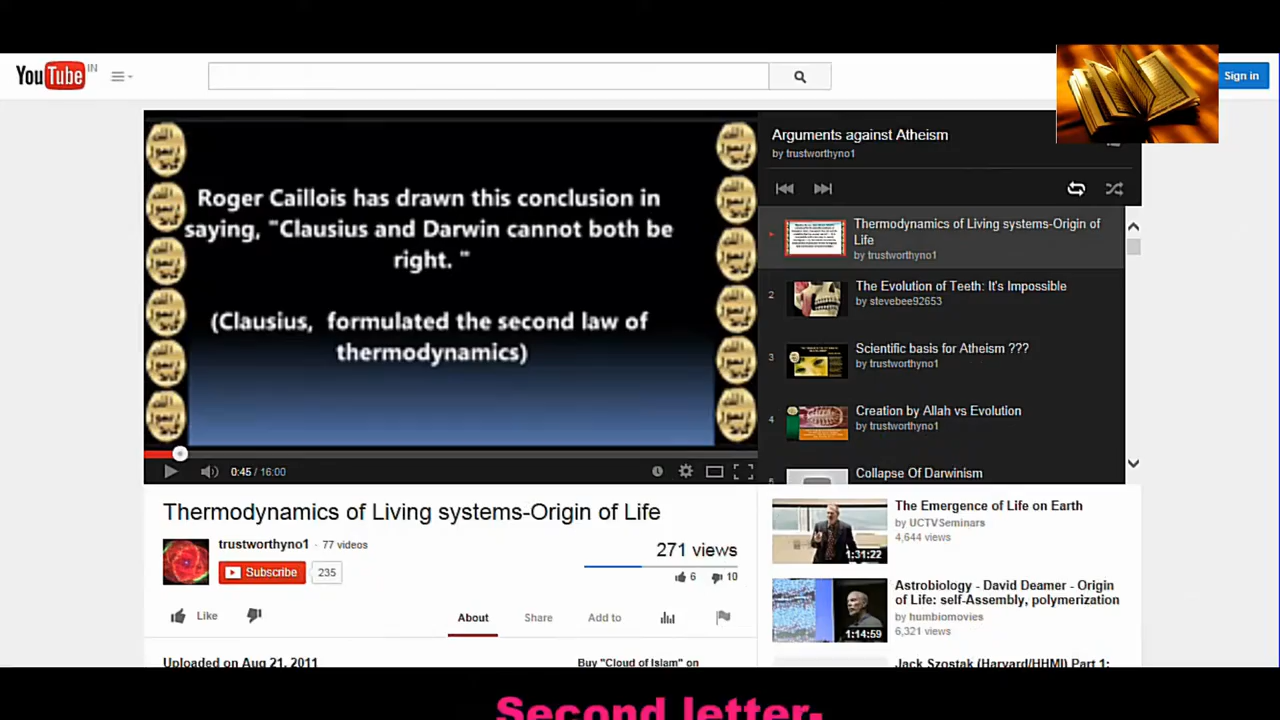 YouTube IN
Sign in
Roger Caillois has drawn this conclusion in
saying, "Clausius and Darwin cannot both be
right. "
(Clausius, formulated the second law of
thermodynamics)
0:45 / 16:00
Arguments against Atheism
by trustworthyno1
Thermodynamics of Living systems-Origin of
Life
by trustworthyno1
2
The Evolution of Teeth: It's Impossible
by stevebee92653
3
Scientific basis for Atheism ???
by trustworthyno1
4
Creation by Allah vs Evolution
by trustworthyno1
5
Collapse Of Darwinism
Thermodynamics of Living systems-Origin of Life
trustworthyno1 · 77 videos
Subscribe 235
271 views
6 10
Like
About Share Add to
Uploaded on Aug 21, 2011
Buy "Cloud of Islam" on
The Emergence of Life on Earth
by UCTVSeminars
4,644 views
1:31:22
Astrobiology - David Deamer - Origin
of Life: self-Assembly, polymerization
by humbiomovies
6,321 views
1:14:59
Jack Szostak (Harvard/HHMI) Part 1:
Second letter-